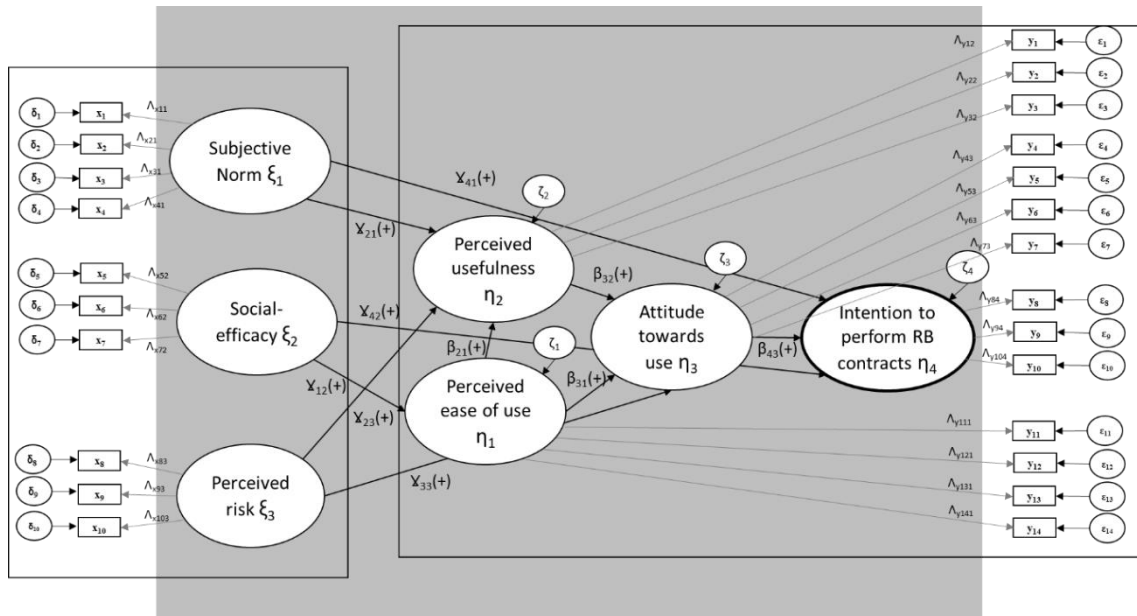 δ₁ x₁ Λx11
δ₂ x₂ Λx21
δ₃ x₃ Λx31
δ₄ x₄ Λx41
Subjective
Norm ξ₁
δ₅ x₅ Λx52
δ₆ x₆ Λx62
δ₇ x₇ Λx72
Social-
efficacy ξ₂
δ₈ x₈ Λx83
δ₉ x₉ Λx93
δ₁₀ x₁₀ Λx103
Perceived
risk ξ₃
ɣ₄₁(+)
ɣ₂₁(+)
ɣ₄₂(+)
ɣ₁₂(+)
ɣ₂₃(+)
ɣ₃₃(+)
ζ₂
Perceived
usefulness
η₂
β₂₁(+)
ζ₁
Perceived
ease of use
η₁
β₃₂(+)
β₃₁(+)
ζ₃
Attitude
towards
use η₃
β₄₃(+)
ζ₄
Intention to
perform RB
contracts η₄
Λy12 y₁ ε₁
Λy22 y₂ ε₂
Λy32 y₃ ε₃
Λy43 y₄ ε₄
Λy53 y₅ ε₅
Λy63 y₆ ε₆
Λy73 y₇ ε₇
Λy84 y₈ ε₈
Λy94 y₉ ε₉
Λy104 y₁₀ ε₁₀
Λy111 y₁₁ ε₁₁
Λy121 y₁₂ ε₁₂
Λy131 y₁₃ ε₁₃
Λy141 y₁₄ ε₁₄